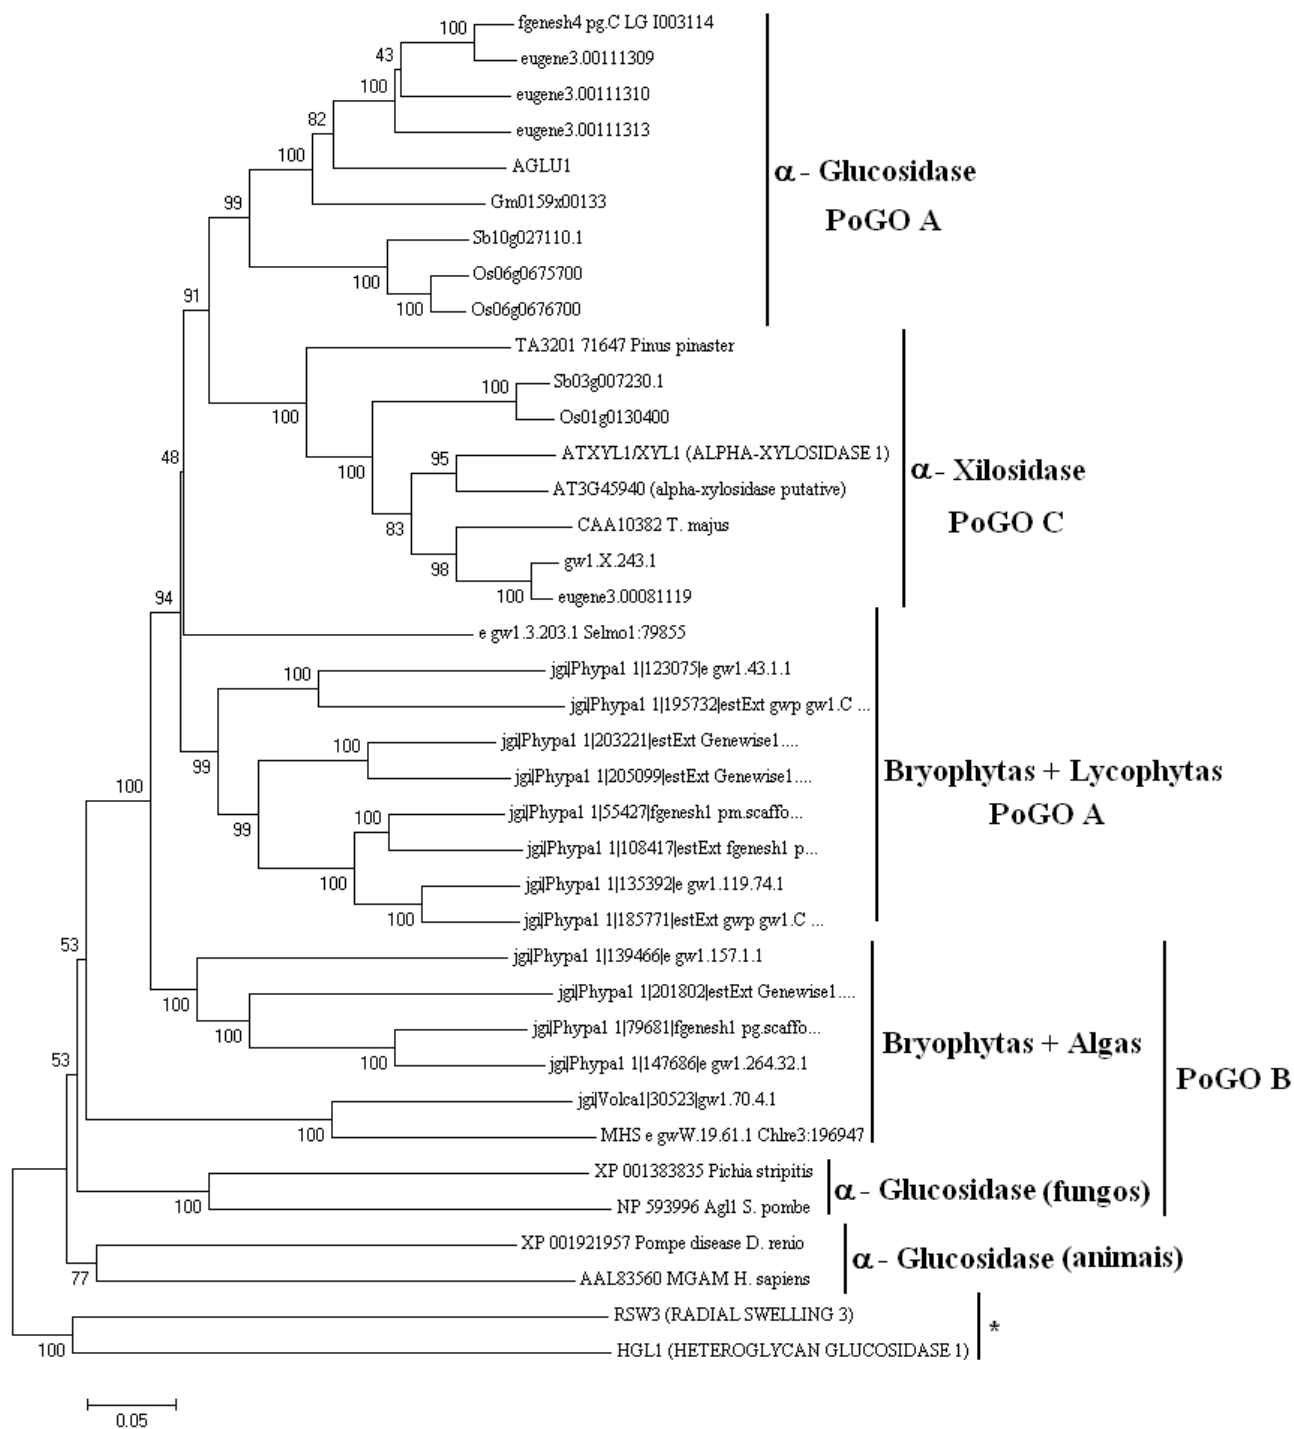 fgenesh4 pg.C LG I003114
100
eugene3.00111309
43
eugene3.00111310
100
eugene3.00111313
82
AGLU1
100
α - Glucosidase
PoGO A
Gm0159x00133
99
Sb10g027110.1
Os06g0675700
100
Os06g0676700
100
91
TA3201 71647 Pinus pinaster
Sb03g007230.1
100
Os01g0130400
100
ATXYL1/XYL1 (ALPHA-XYLOSIDASE 1)
95
48
100
α - Xilosidase
PoGO C
AT3G45940 (alpha-xylosidase putative)
CAA10382 T. majus
83
gw1.X.243.1
98
eugene3.00081119
100
94
e gw1.3.203.1 Selmo1:79855
jgi|Phypa1 1|123075|e gw1.43.1.1
100
jgi|Phypa1 1|195732|estExt gwp gw1.C ...
jgi|Phypa1 1|203221|estExt Genewise1....
100
99
jgi|Phypa1 1|205099|estExt Genewise1....
Bryophytas + Lycophytas
PoGO A
100
jgi|Phypa1 1|55427|fgenesh1 pm.scaffo...
100
99
jgi|Phypa1 1|108417|estExt fgenesh1 p...
100
jgi|Phypa1 1|135392|e gw1.119.74.1
jgi|Phypa1 1|185771|estExt gwp gw1.C ...
100
53
jgi|Phypa1 1|139466|e gw1.157.1.1
jgi|Phypa1 1|201802|estExt Genewise1....
100
jgi|Phypa1 1|79681|fgenesh1 pg.scaffo...
100
Bryophytas + Algas
53
jgi|Phypa1 1|147686|e gw1.264.32.1
100
PoGO B
jgi|Volca1|30523|gw1.70.4.1
MHS e gwW.19.61.1 Chlre3:196947
100
XP 001383835 Pichia stripitis
α - Glucosidase (fungos)
NP 593996 Agl1 S. pombe
100
XP 001921957 Pompe disease D. renio
α - Glucosidase (animais)
AAL83560 MGAM H. sapiens
77
RSW3 (RADIAL SWELLING 3)
*
HGL1 (HETEROGLYCAN GLUCOSIDASE 1)
100
0.05